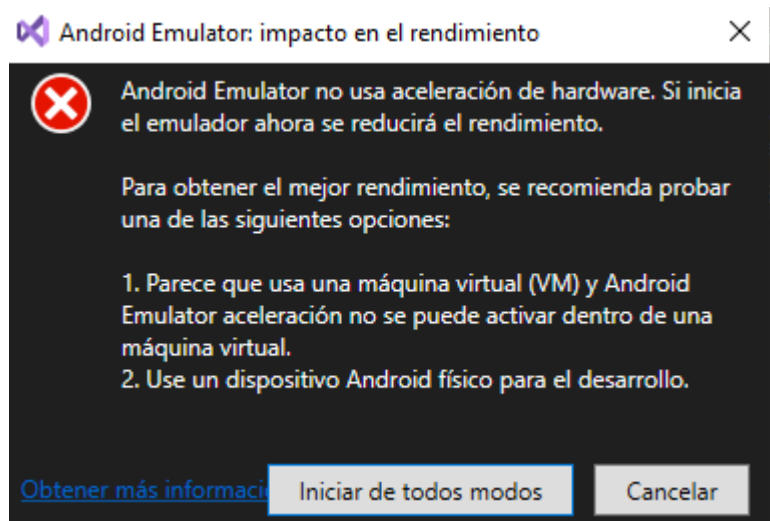 Android Emulator: impacto en el rendimiento
Android Emulator no usa aceleración de hardware. Si inicia
el emulador ahora se reducirá el rendimiento.
Para obtener el mejor rendimiento, se recomienda probar
una de las siguientes opciones:
1. Parece que usa una máquina virtual (VM) y Android
Emulator aceleración no se puede activar dentro de una
máquina virtual.
2. Use un dispositivo Android físico para el desarrollo.
Obtener más informaci
Iniciar de todos modos
Cancelar